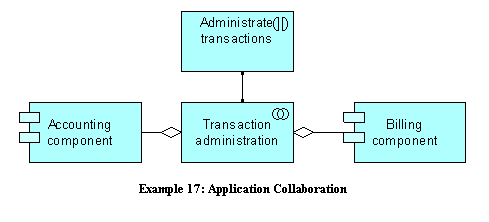 Administrate
transactions
Accounting
component
Transaction
administration
Billing
component
Example 17: Application Collaboration